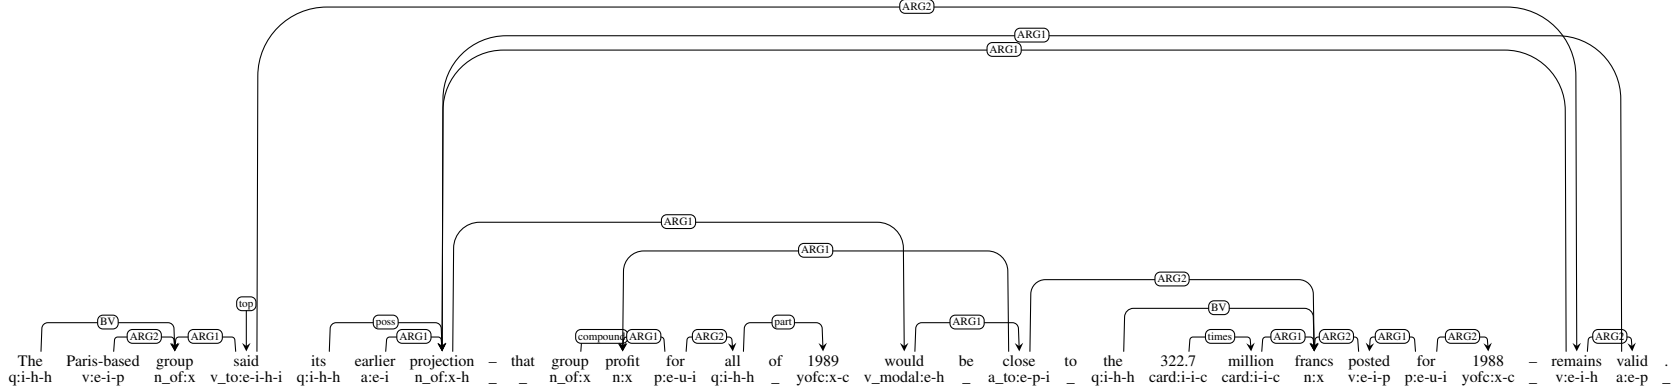 ARG2
ARG1
ARG1
ARG1
ARG1
ARG2
top
BV
BV poss part
ARG2 ARG1 ARG1 compound ARG1 ARG2 ARG1 times ARG1 ARG2 ARG1 ARG2 ARG2
The Paris-based group said its earlier projection – that group profit for all of 1989 would be close to the 322.7 million francs posted for 1988 – remains valid .
q:i-h-h v:e-i-p n_of:x v_to:e-i-h-i q:i-h-h a:e-i n_of:x-h _ _ n_of:x n:x p:e-u-i q:i-h-h _ yofc:x-c v_modal:e-h _ a_to:e-p-i _ q:i-h-h card:i-i-c card:i-i-c n:x v:e-i-p p:e-u-i yofc:x-c _ v:e-i-h a:e-p _